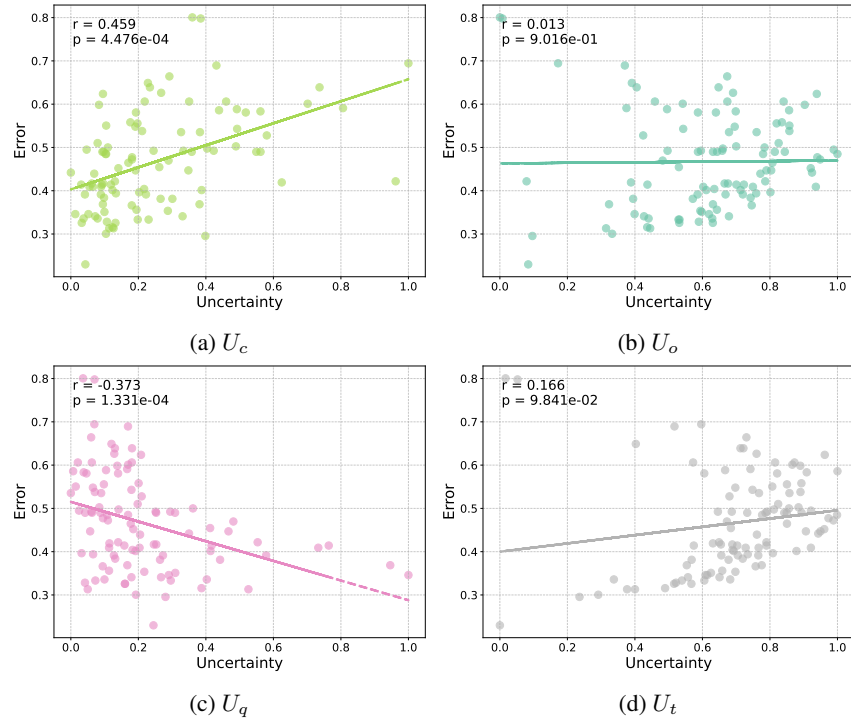 r = 0.459
p = 4.476e-04
0.8
0.7
0.6
0.5
0.4
0.3
Error
0.0 0.2 0.4 0.6 0.8 1.0
Uncertainty
(a) U_c
r = 0.013
p = 9.016e-01
0.8
0.7
0.6
0.5
0.4
0.3
Error
0.0 0.2 0.4 0.6 0.8 1.0
Uncertainty
(b) U_o
r = -0.373
p = 1.331e-04
0.8
0.7
0.6
0.5
0.4
0.3
Error
0.0 0.2 0.4 0.6 0.8 1.0
Uncertainty
(c) U_q
r = 0.166
p = 9.841e-02
0.8
0.7
0.6
0.5
0.4
0.3
Error
0.0 0.2 0.4 0.6 0.8 1.0
Uncertainty
(d) U_t